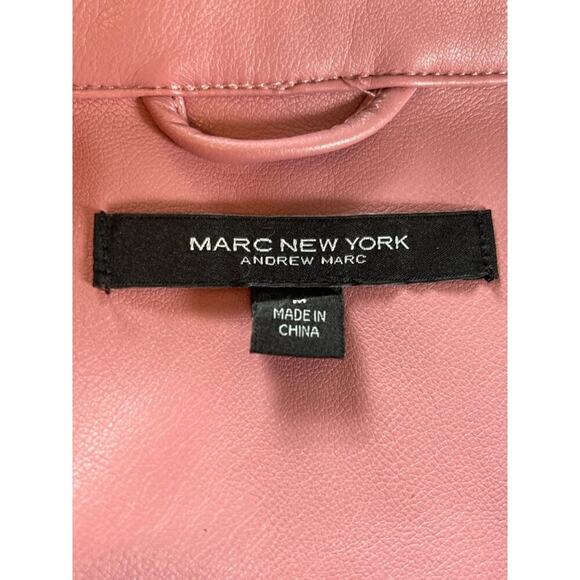 MARC NEW YORK
ANDREW MARC
M
MADE IN
CHINA